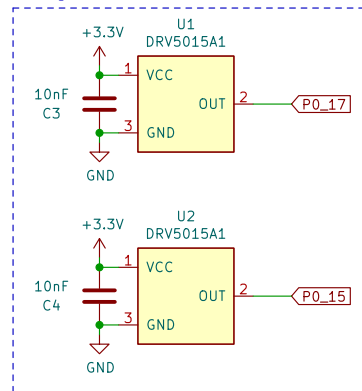 U1
DRV5015A1
+3.3V
1
VCC
10nF
C3
OUT
2
P0_17
3
GND
GND
U2
DRV5015A1
+3.3V
1
VCC
10nF
C4
OUT
2
P0_15
3
GND
GND